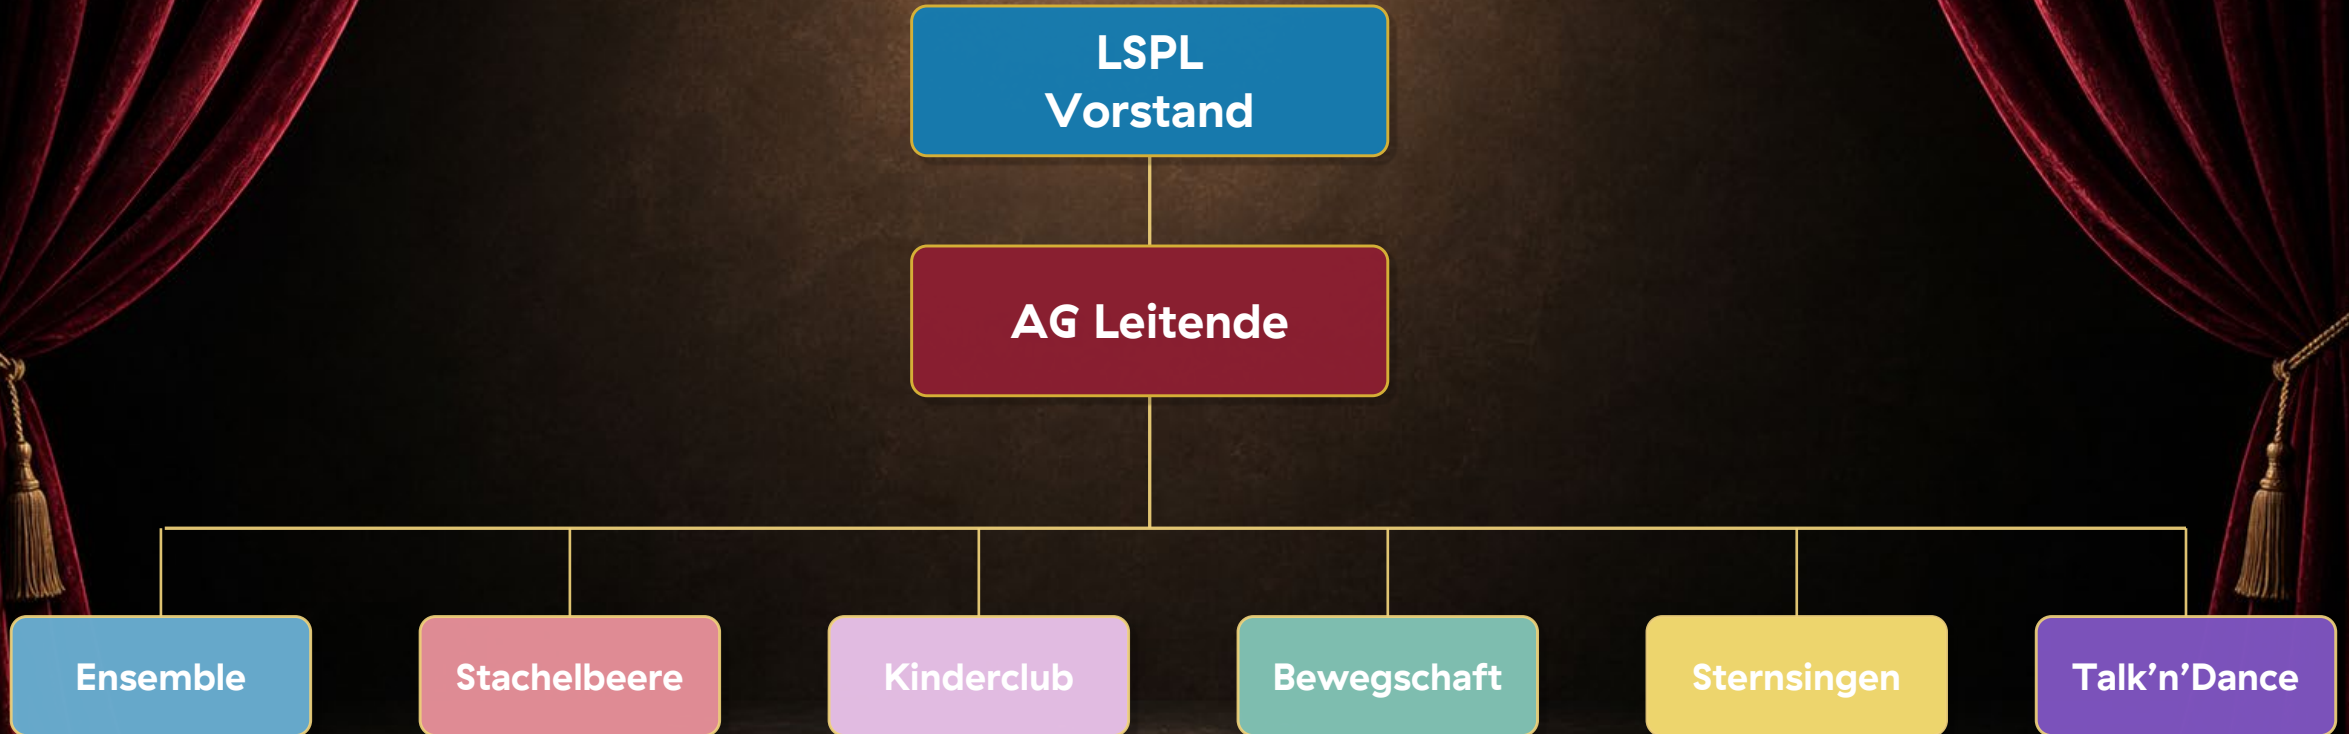 LSPL
Vorstand
AG Leitende
Ensemble
Stachelbeere
Kinderclub
Bewegschaft
Sternsingen
Talk’n’Dance